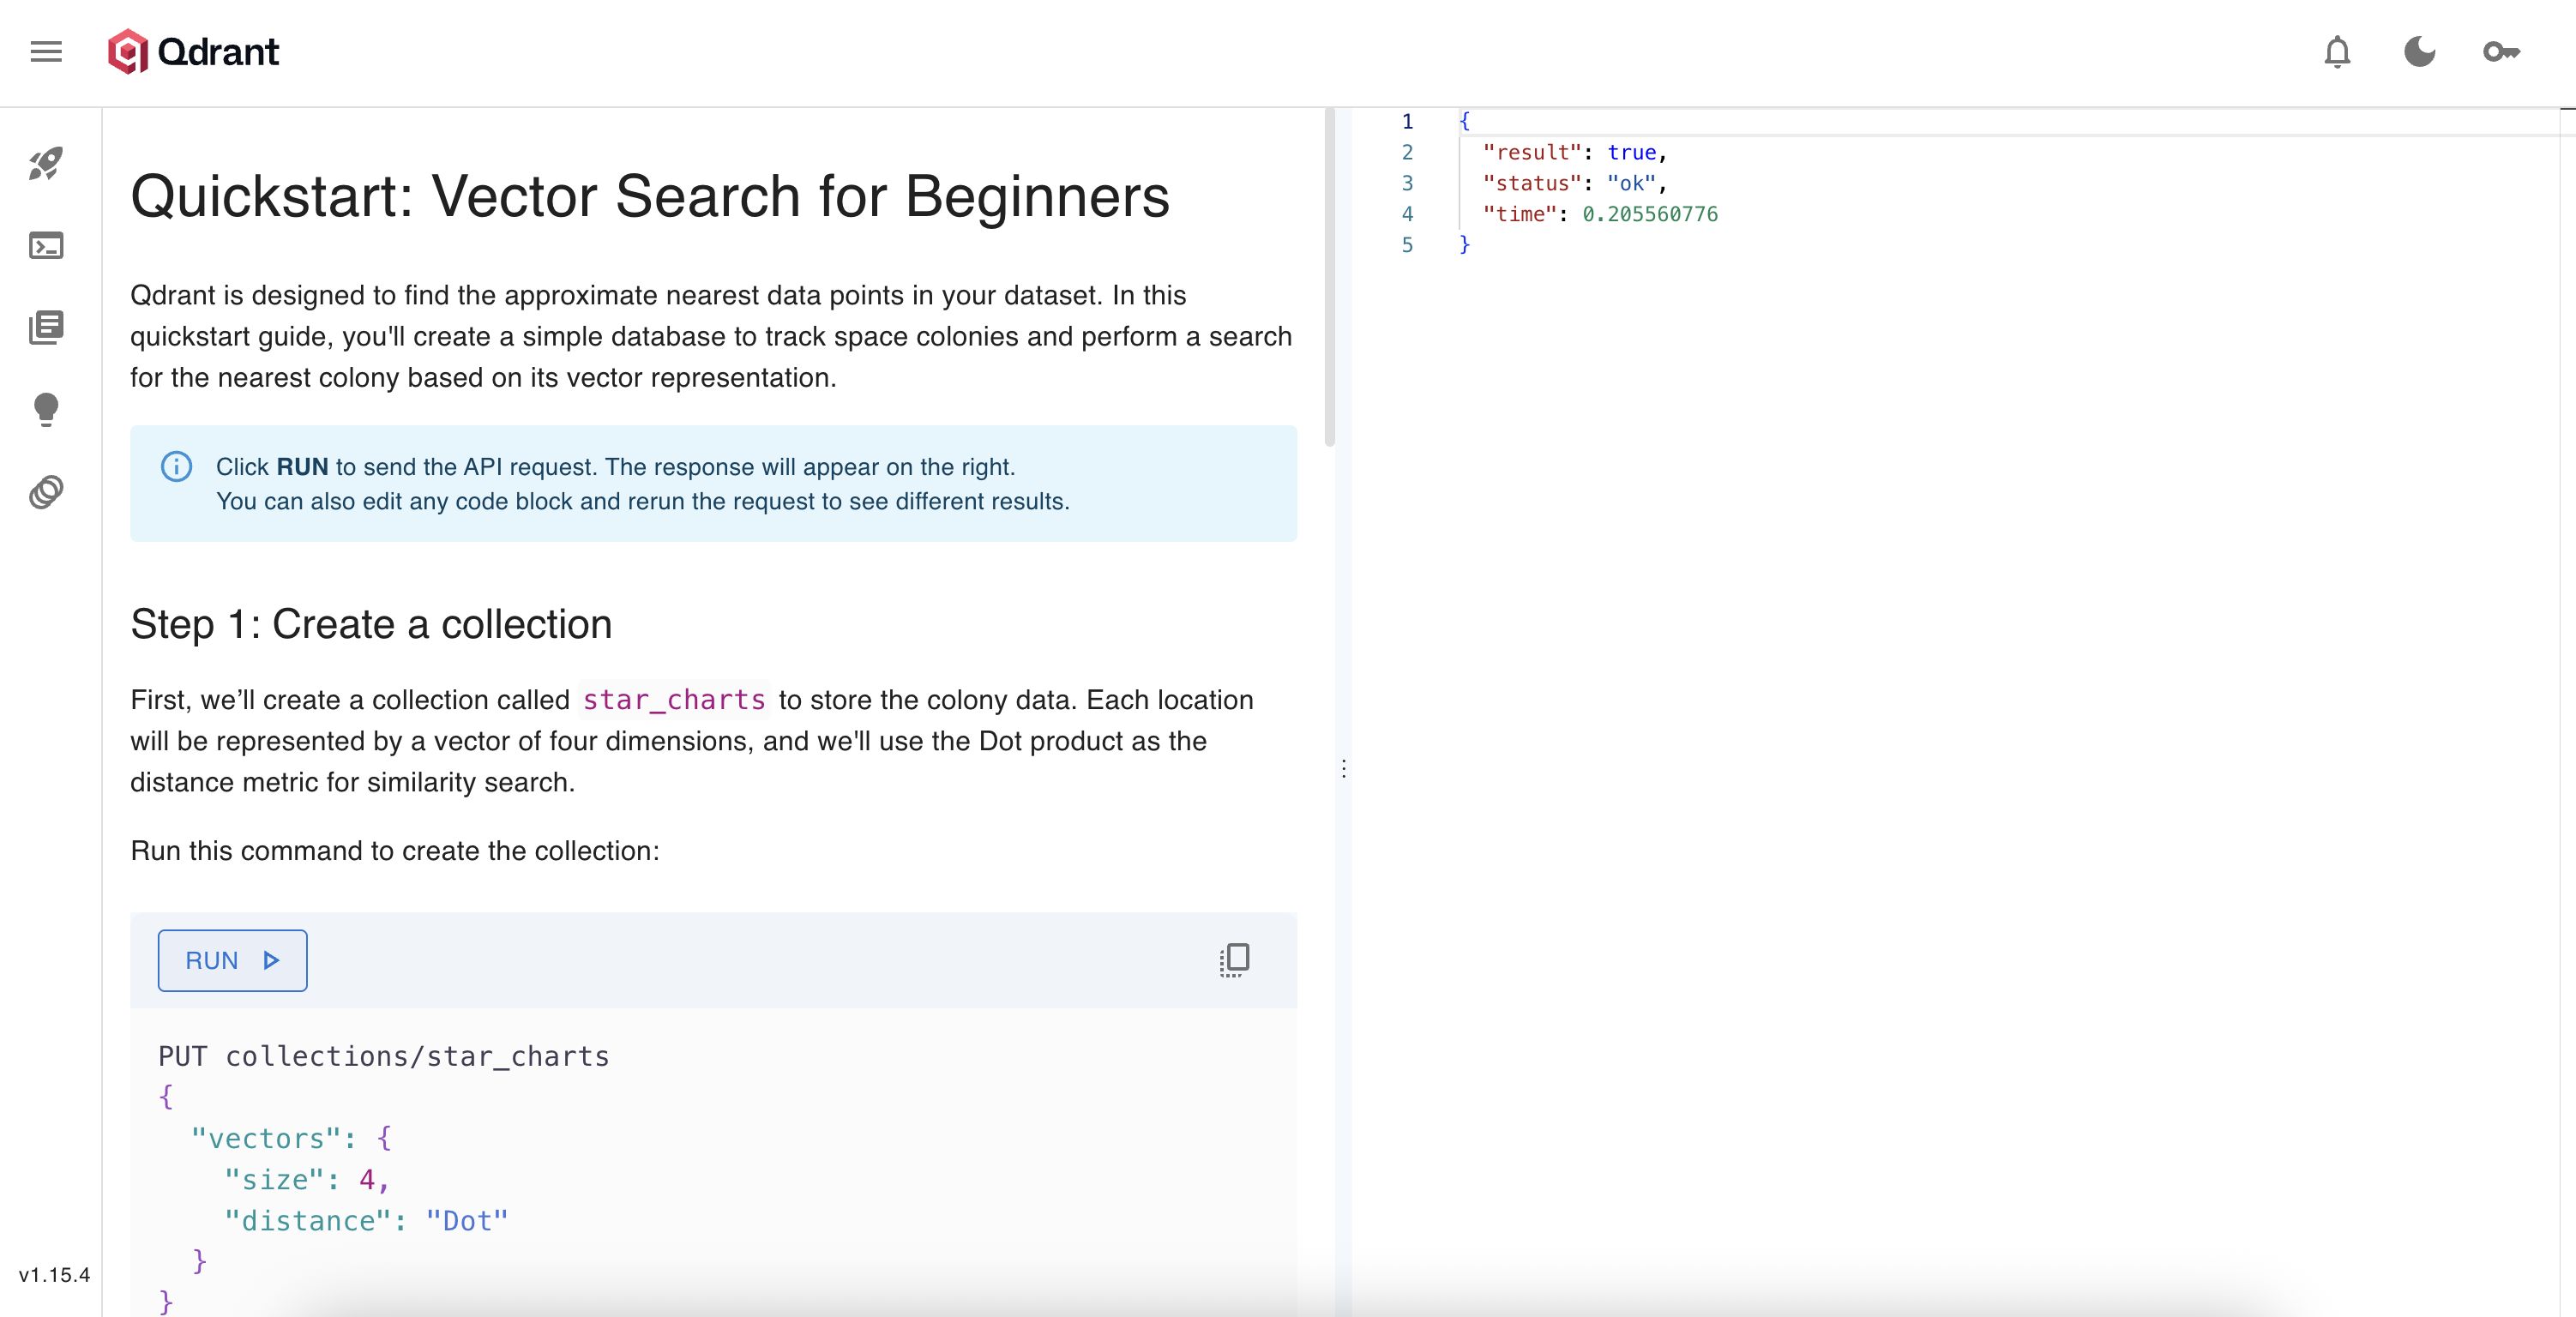 Qdrant
Quickstart: Vector Search for Beginners
Qdrant is designed to find the approximate nearest data points in your dataset. In this
quickstart guide, you'll create a simple database to track space colonies and perform a search
for the nearest colony based on its vector representation.
Click RUN to send the API request. The response will appear on the right.
You can also edit any code block and rerun the request to see different results.
Step 1: Create a collection
First, we’ll create a collection called star_charts to store the colony data. Each location
will be represented by a vector of four dimensions, and we'll use the Dot product as the
distance metric for similarity search.
Run this command to create the collection:
RUN
PUT collections/star_charts
{
  "vectors": {
    "size": 4,
    "distance": "Dot"
  }
}
v1.15.4
1 {
2   "result": true,
3   "status": "ok",
4   "time": 0.205560776
5 }